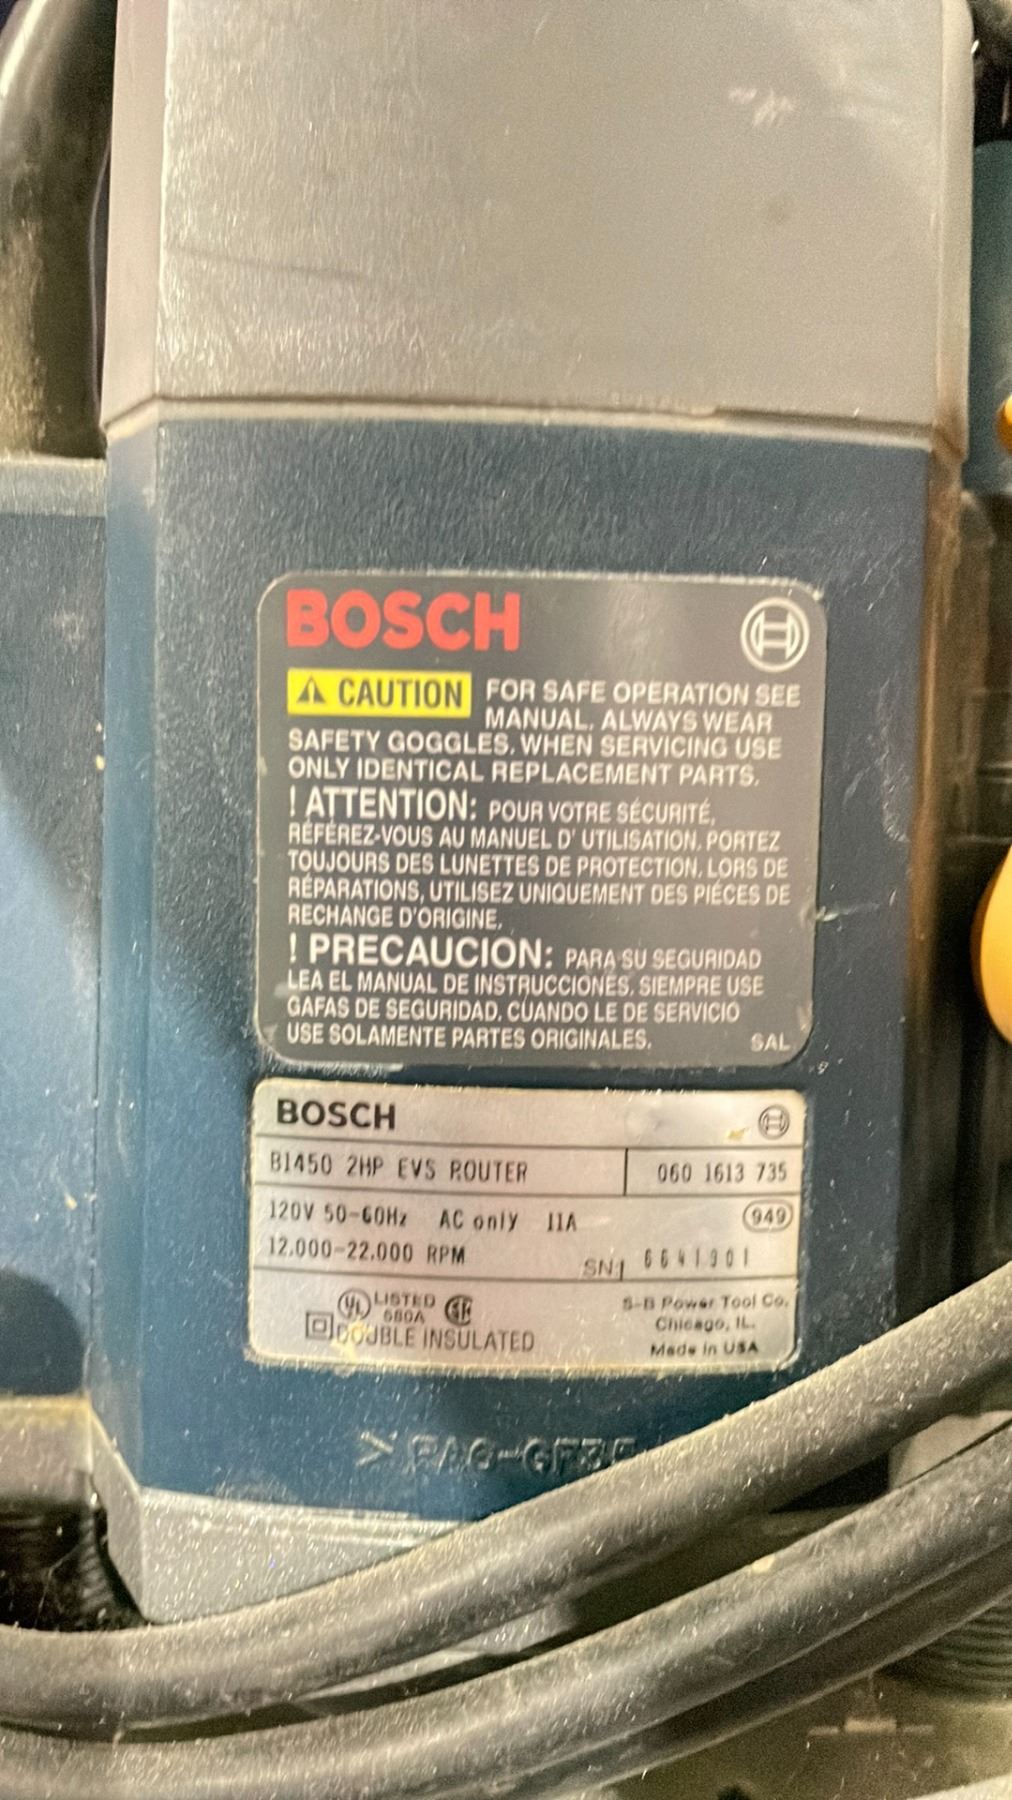 BOSCH
CAUTION FOR SAFE OPERATION SEE
MANUAL. ALWAYS WEAR
SAFETY GOGGLES. WHEN SERVICING USE
ONLY IDENTICAL REPLACEMENT PARTS.
! ATTENTION: POUR VOTRE SÉCURITÉ,
RÉFÉREZ-VOUS AU MANUEL D' UTILISATION. PORTEZ
TOUJOURS DES LUNETTES DE PROTECTION. LORS DE
RÉPARATIONS, UTILISEZ UNIQUEMENT DES PIÉCES DE
RECHANGE D'ORIGINE.
! PRECAUCION: PARA SU SEGURIDAD
LEA EL MANUAL DE INSTRUCCIONES. SIEMPRE USE
GAFAS DE SEGURIDAD. CUANDO LE DE SERVICIO
USE SOLAMENTE PARTES ORIGINALES. SAL
BOSCH
B1450 2HP EVS ROUTER 060 1613 735
120V 50-60Hz AC only 11A 949
12,000-22,000 RPM SN1 6641901
UL LISTED
680A
DOUBLE INSULATED
S-B Power Tool Co.
Chicago, IL.
Made in USA